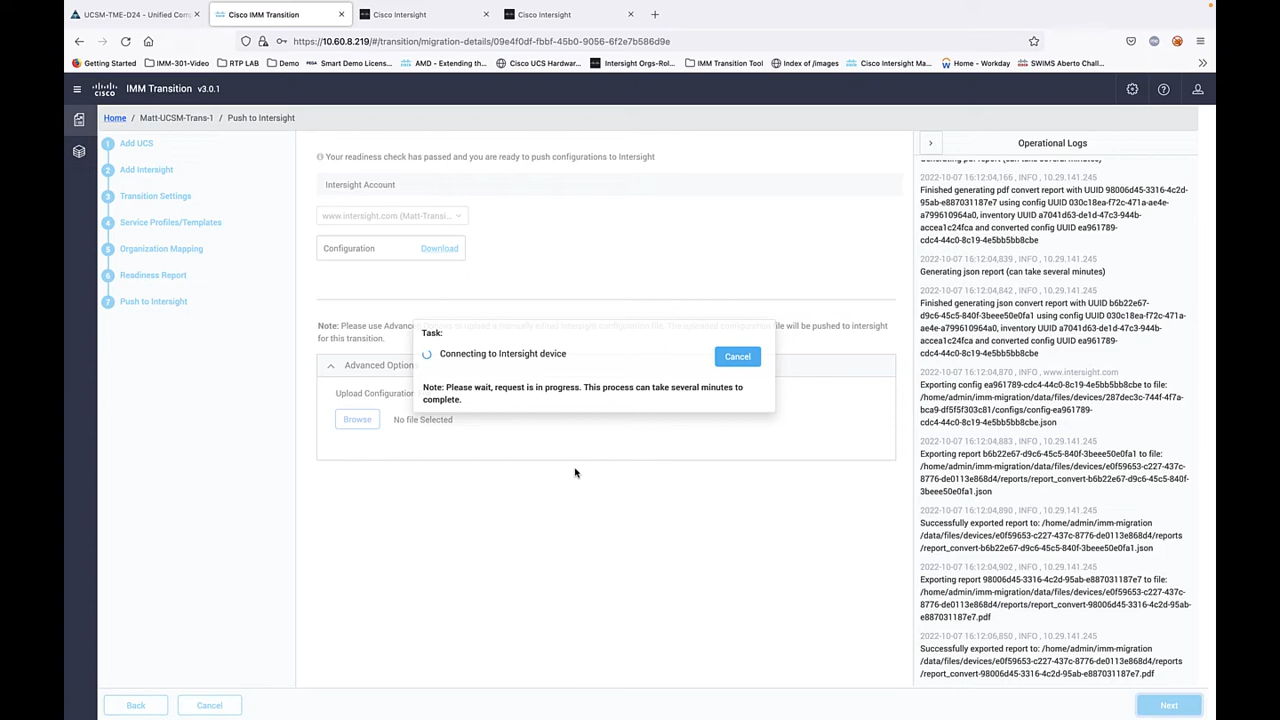 UCSM-TME-D24 - Unified Com
Cisco IMM Transition
Cisco Intersight
Cisco Intersight
https://10.60.8.219/#/transition/migration-details/09e4f0df-fbbf-45b0-9056-6f2e7b586d9e
Getting Started
IMM-301-Video
RTP LAB
Demo
Smart Demo Licens...
AMD - Extending th...
Cisco UCS Hardwar...
Intersight Orgs-Rol...
IMM Transition Tool
Index of /images
Cisco Intersight Ma...
Home - Workday
SWIMS Aberto Chall...
CISCO
IMM Transition v3.0.1
Home / Matt-UCSM-Trans-1 / Push to Intersight
1 Add UCS
2 Add Intersight
3 Transition Settings
4 Service Profiles/Templates
5 Organization Mapping
6 Readiness Report
7 Push to Intersight
Your readiness check has passed and you are ready to push configurations to Intersight
Intersight Account
www.intersight.com (Matt-Transi...
Configuration Download
Note: Please use Advanced
file will be pushed to intersight
for this transition.
Advanced Option
Upload Configuration
Browse
No file Selected
Task:
Connecting to Intersight device
Cancel
Note: Please wait, request is in progress. This process can take several minutes to
complete.
Operational Logs
Generating pdf report (can take several minutes)
2022-10-07 16:12:04,166 , INFO , 10.29.141.245
Finished generating pdf convert report with UUID 98006d45-3316-4c2d-
95ab-e887031187e7 using config UUID 030c18ea-f72c-471a-ae4e-
a799610964a0, inventory UUID a7041d63-de1d-47c3-944b-
accea1c24fca and converted config UUID ea961789-
cdc4-44c0-8c19-4e5bb5bb8cbe
2022-10-07 16:12:04,839 , INFO , 10.29.141.245
Generating json report (can take several minutes)
2022-10-07 16:12:04,842 , INFO , 10.29.141.245
Finished generating json convert report with UUID b6b22e67-
d9c6-45c5-840f-3beee50e0fa1 using config UUID 030c18ea-f72c-471a-
ae4e-a799610964a0, inventory UUID a7041d63-de1d-47c3-944b-
accea1c24fca and converted config UUID ea961789-
cdc4-44c0-8c19-4e5bb5bb8cbe
2022-10-07 16:12:04,870 , INFO , www.intersight.com
Exporting config ea961789-cdc4-44c0-8c19-4e5bb5bb8cbe to file:
/home/admin/imm-migration/data/files/devices/287dec3c-744f-4f7a-
bca9-df5f5f303c81/configs/config-ea961789-
cdc4-44c0-8c19-4e5bb5bb8cbe.json
2022-10-07 16:12:04,883 , INFO , 10.29.141.245
Exporting report b6b22e67-d9c6-45c5-840f-3beee50e0fa1 to file:
/home/admin/imm-migration/data/files/devices/e0f59653-c227-437c-
8776-de0113e868d4/reports/report_convert-b6b22e67-d9c6-45c5-840f-
3beee50e0fa1.json
2022-10-07 16:12:04,890 , INFO , 10.29.141.245
Successfully exported report to: /home/admin/imm-migration
/data/files/devices/e0f59653-c227-437c-8776-de0113e868d4/reports
/report_convert-b6b22e67-d9c6-45c5-840f-3beee50e0fa1.json
2022-10-07 16:12:04,902 , INFO , 10.29.141.245
Exporting report 98006d45-3316-4c2d-95ab-e887031187e7 to file:
/home/admin/imm-migration/data/files/devices/e0f59653-c227-437c-
8776-de0113e868d4/reports/report_convert-98006d45-3316-4c2d-95ab-
e887031187e7.pdf
2022-10-07 16:12:06,850 , INFO , 10.29.141.245
Successfully exported report to: /home/admin/imm-migration
/data/files/devices/e0f59653-c227-437c-8776-de0113e868d4/reports
/report_convert-98006d45-3316-4c2d-95ab-e887031187e7.pdf
Back
Cancel
Next